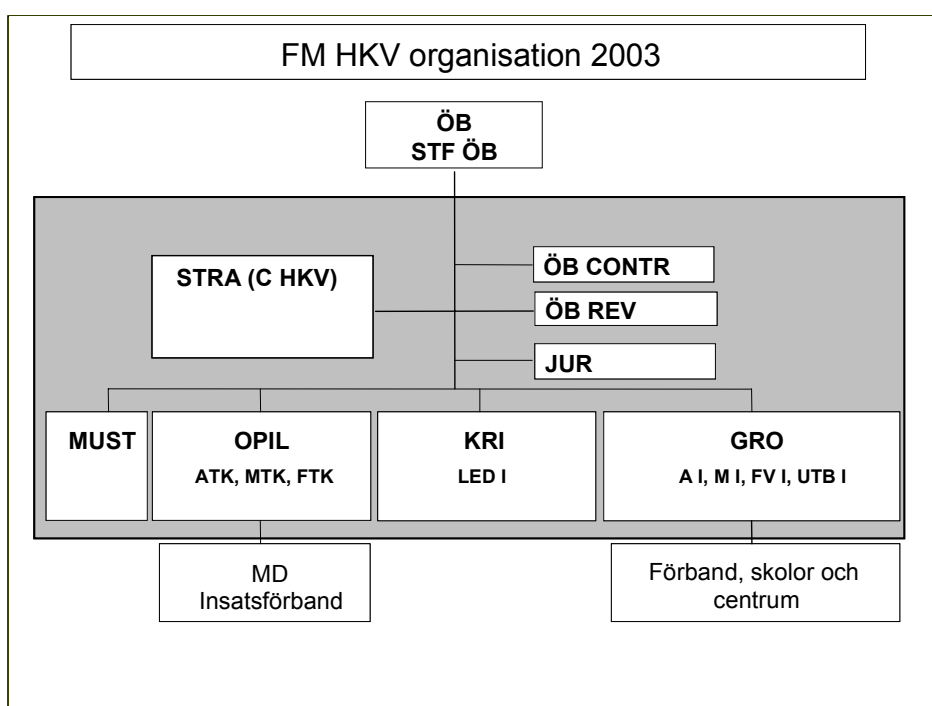 FM HKV organisation 2003
ÖB
STF ÖB
STRA (C HKV)
ÖB CONTR
ÖB REV
JUR
MUST
OPIL
ATK, MTK, FTK
KRI
LED I
GRO
A I, M I, FV I, UTB I
MD
Insatsförband
Förband, skolor och
centrum